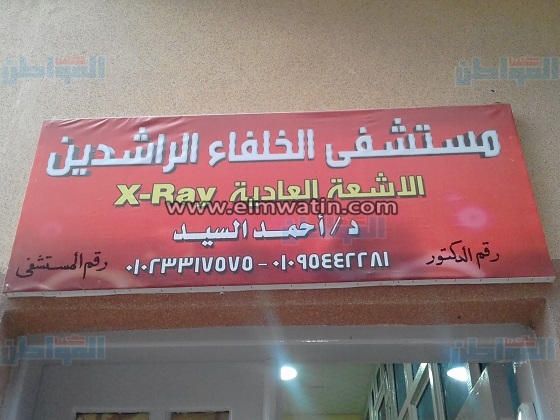 مستشفى الخلفاء الراشدين
الاشعة العادية X-Ray
www.elmwatin.com
د/أحمد السيد
رقم الدكتور ٠١٠٩٥٤٤٢٢٨١ - ٠١٠٢٣٣١٧٥٧٥ رقم المستشفى
المواطن
المواطن
المواطن
المواطن